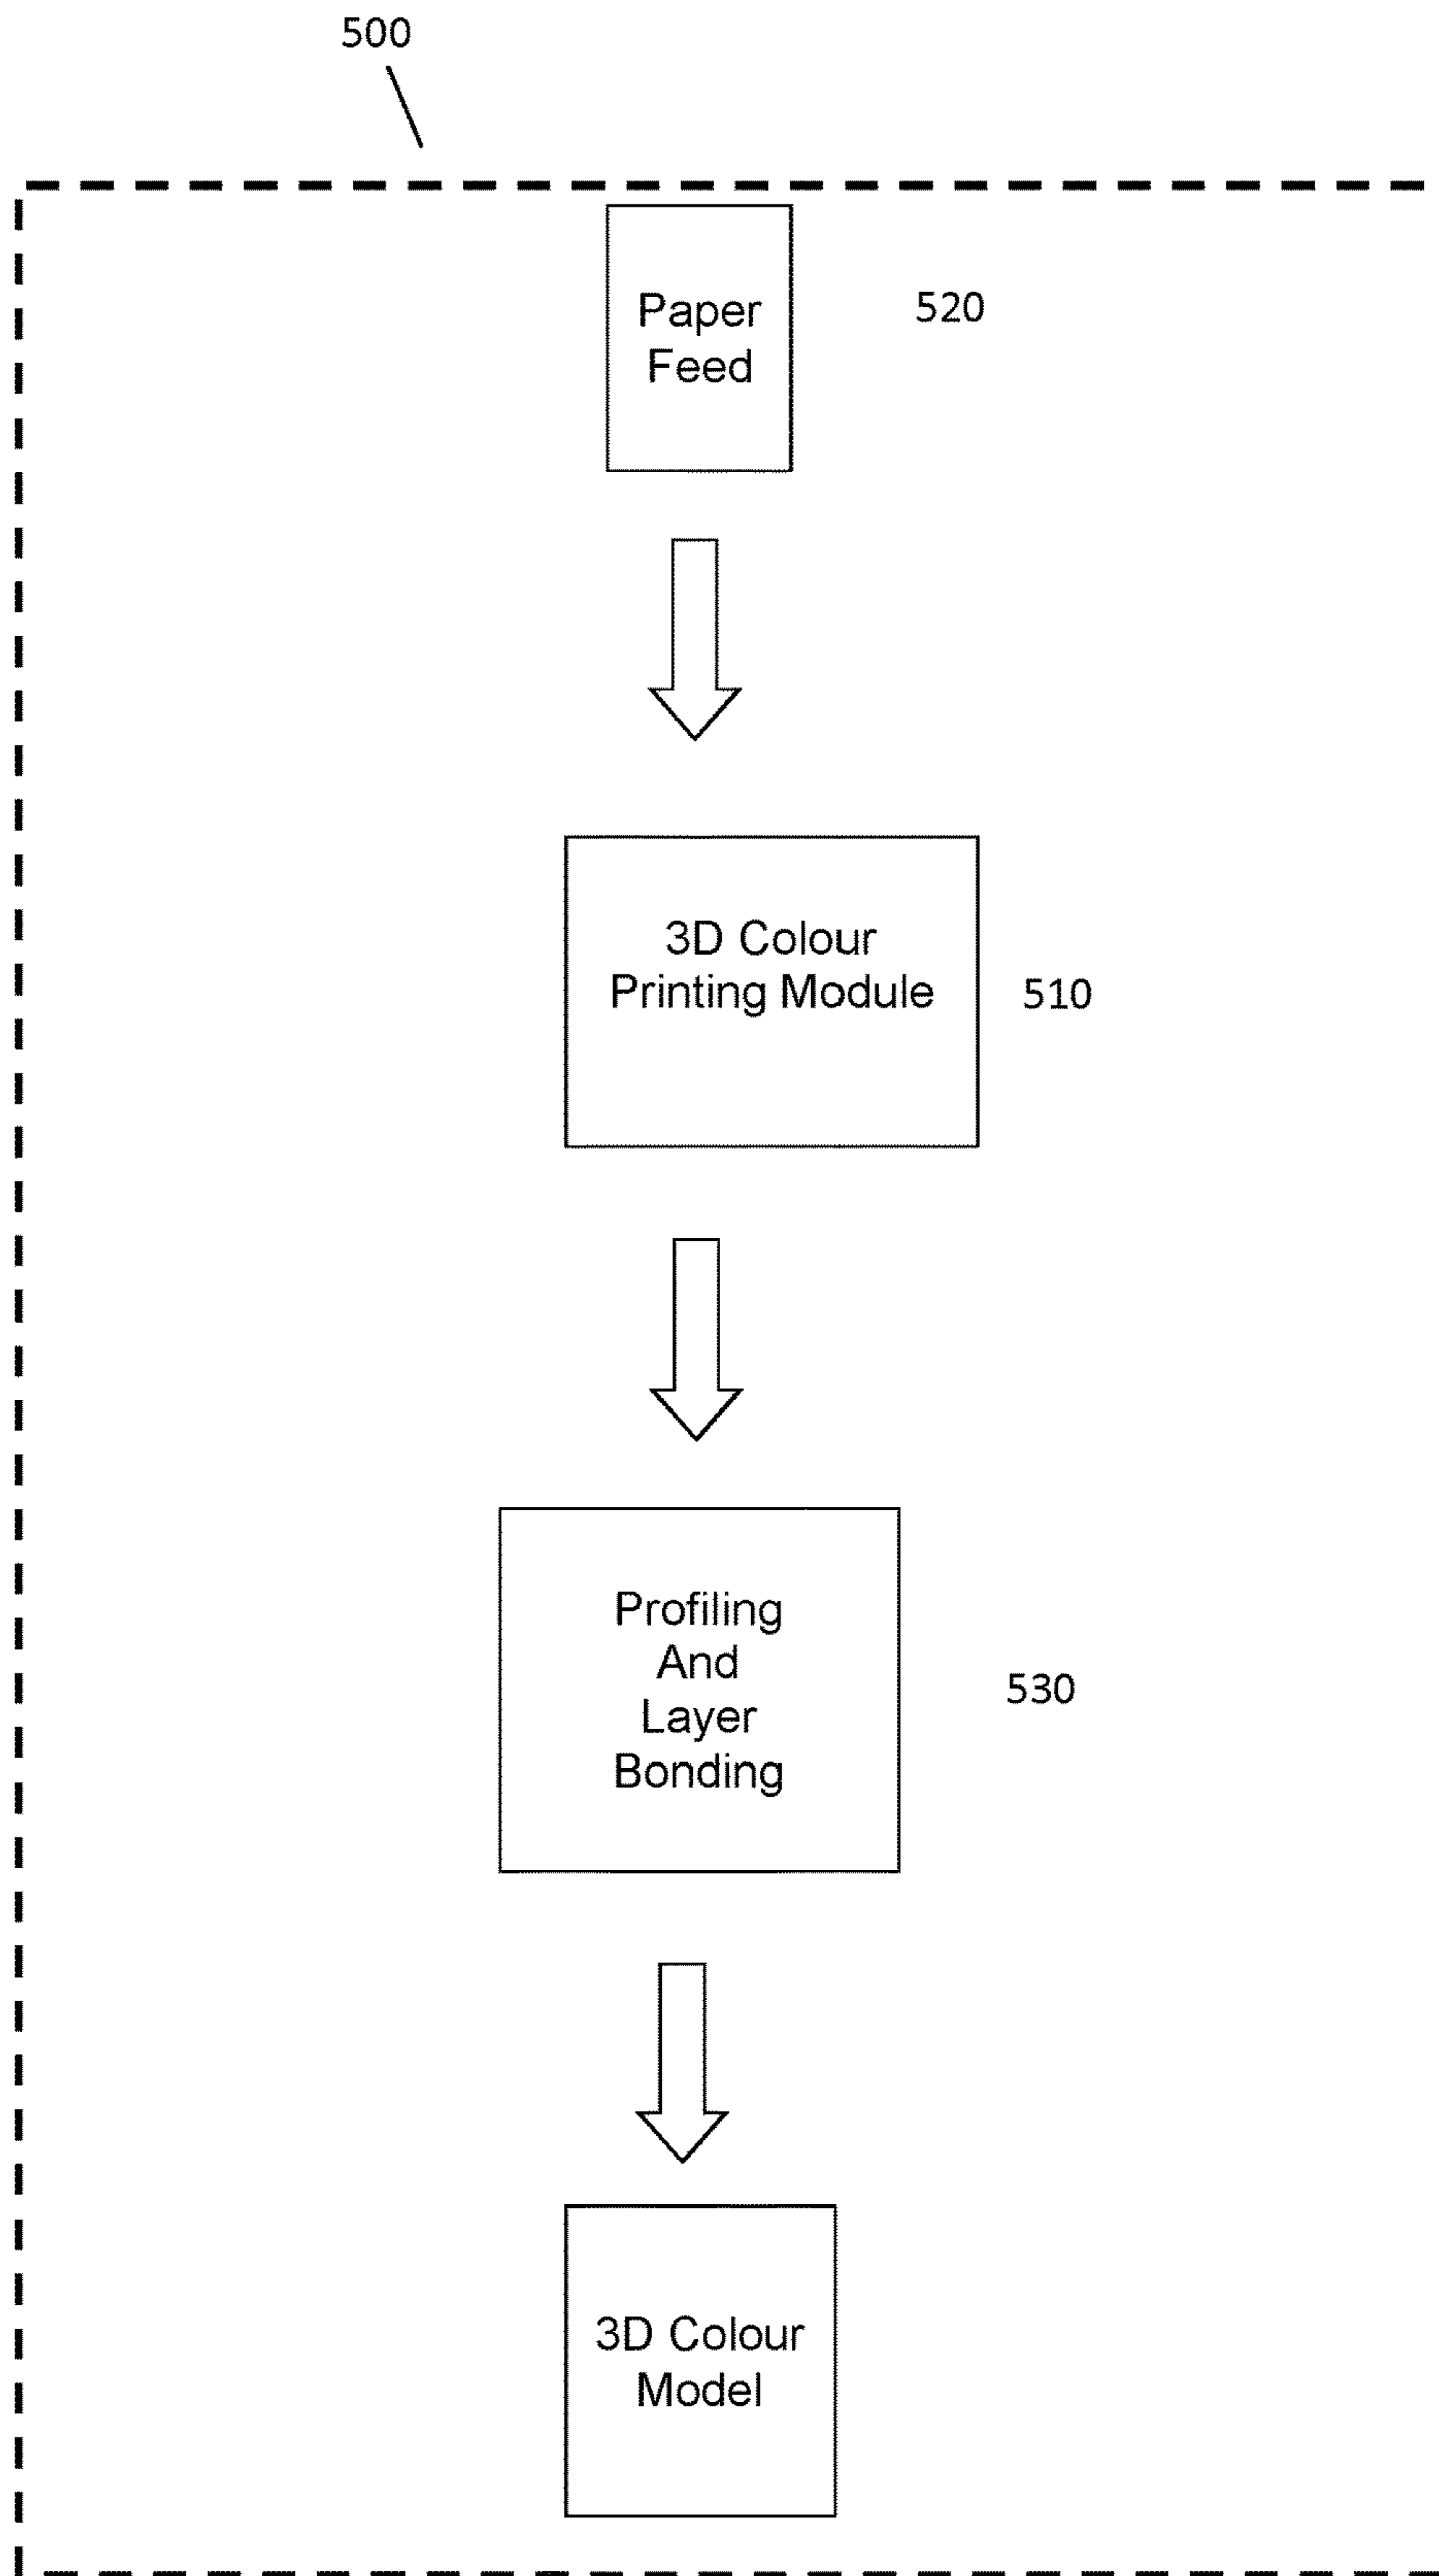 500
Paper
Feed
520
3D Colour
Printing Module
510
Profiling
And
Layer
Bonding
530
3D Colour
Model